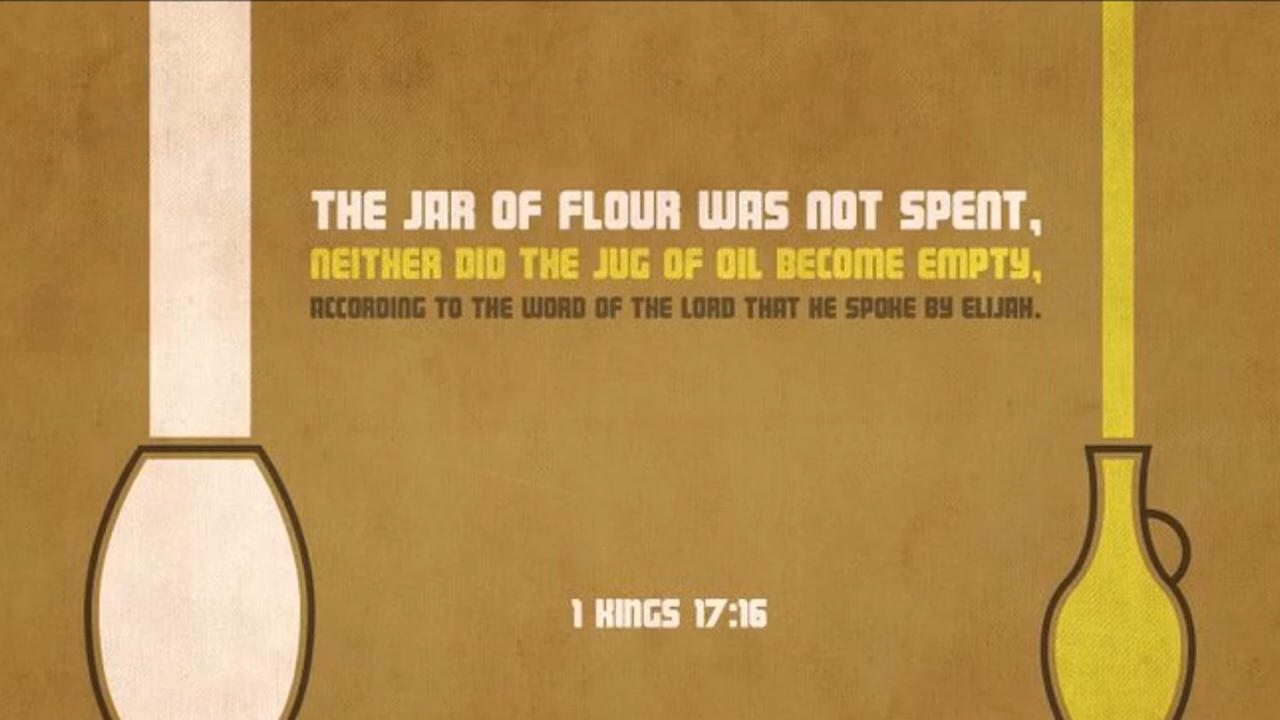 THE JAR OF FLOUR WAS NOT SPENT,
NEITHER DID THE JUG OF OIL BECOME EMPTY,
ACCORDING TO THE WORD OF THE LORD THAT HE SPOKE BY ELIJAH.
1 KINGS 17:16